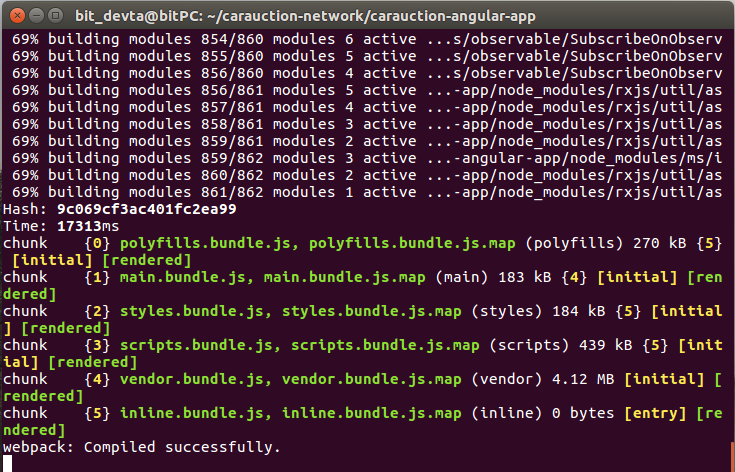 bit_devta@bitPC: ~/carauction-network/carauction-angular-app
69% building modules 854/860 modules 6 active ...s/observable/SubscribeOnObserv
69% building modules 855/860 modules 5 active ...s/observable/SubscribeOnObserv
69% building modules 856/860 modules 4 active ...s/observable/SubscribeOnObserv
69% building modules 856/861 modules 5 active ...-app/node_modules/rxjs/util/as
69% building modules 857/861 modules 4 active ...-app/node_modules/rxjs/util/as
69% building modules 858/861 modules 3 active ...-app/node_modules/rxjs/util/as
69% building modules 859/861 modules 2 active ...-app/node_modules/rxjs/util/as
69% building modules 859/862 modules 3 active ...-angular-app/node_modules/ms/i
69% building modules 860/862 modules 2 active ...-app/node_modules/rxjs/util/as
69% building modules 861/862 modules 1 active ...-app/node_modules/rxjs/util/as
Hash: 9c069cf3ac401fc2ea99
Time: 17313ms
chunk    {0} polyfills.bundle.js, polyfills.bundle.js.map (polyfills) 270 kB {5}
[initial] [rendered]
chunk    {1} main.bundle.js, main.bundle.js.map (main) 183 kB {4} [initial] [ren
dered]
chunk    {2} styles.bundle.js, styles.bundle.js.map (styles) 184 kB {5} [initial
] [rendered]
chunk    {3} scripts.bundle.js, scripts.bundle.js.map (scripts) 439 kB {5} [init
ial] [rendered]
chunk    {4} vendor.bundle.js, vendor.bundle.js.map (vendor) 4.12 MB [initial] [
rendered]
chunk    {5} inline.bundle.js, inline.bundle.js.map (inline) 0 bytes [entry] [re
ndered]
webpack: Compiled successfully.